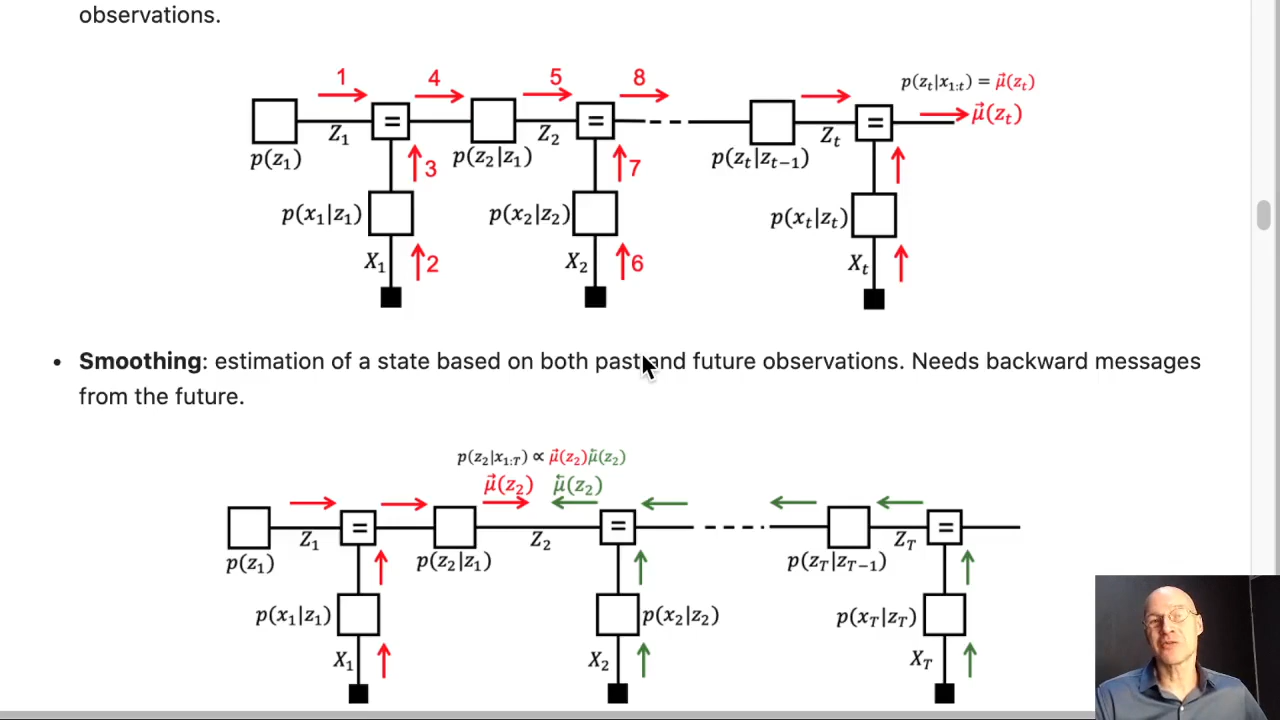 observations.
1 4 5 8
p(z_t|x_{1:t}) = μ⃗(z_t)
μ⃗(z_t)
= = =
Z_1 Z_2 Z_t
p(z_1) p(z_2|z_1) p(z_t|z_{t−1})
3 7
p(x_1|z_1) p(x_2|z_2) p(x_t|z_t)
X_1 2 X_2 6 X_t
• Smoothing: estimation of a state based on both past and future observations. Needs backward messages
from the future.
p(z_2|x_{1:T}) ∝ μ⃗(z_2)μ⃖(z_2)
μ⃗(z_2) μ⃖(z_2)
= = =
Z_1 Z_2 Z_T
p(z_1) p(z_2|z_1) p(z_T|z_{T−1})
p(x_1|z_1) p(x_2|z_2) p(x_T|z_T)
X_1 X_2 X_T